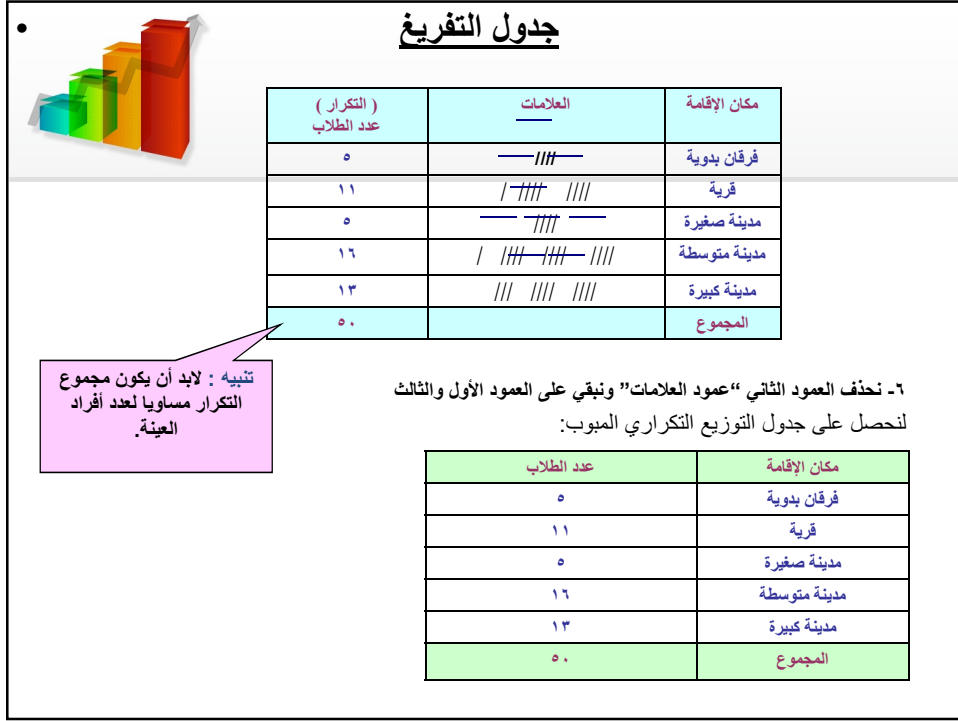 • جدول التفريغ
مكان الإقامة العلامات ( التكرار )
عدد الطلاب
فرقان بدوية //// ٥
قرية //// //// / ١١
مدينة صغيرة //// ٥
مدينة متوسطة //// //// //// / ١٦
مدينة كبيرة //// //// /// ١٣
المجموع ٥٠
تنبيه : لابد أن يكون مجموع
التكرار مساويا لعدد أفراد
العينة.
٦- نحذف العمود الثاني “عمود العلامات” ونبقي على العمود الأول والثالث
لنحصل على جدول التوزيع التكراري المبوب:
مكان الإقامة عدد الطلاب
فرقان بدوية ٥
قرية ١١
مدينة صغيرة ٥
مدينة متوسطة ١٦
مدينة كبيرة ١٣
المجموع ٥٠